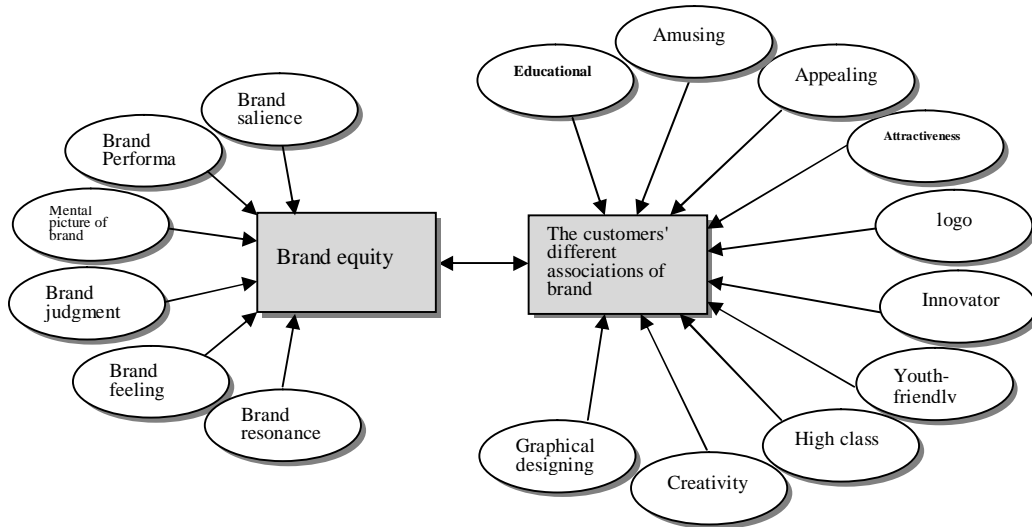 Brand
salience
Brand
Performa
Mental
picture of
brand
Brand
judgment
Brand
feeling
Brand
resonance
Brand equity
The customers'
different
associations of
brand
Educational
Amusing
Appealing
Attractiveness
logo
Innovator
Youth-
friendly
High class
Creativity
Graphical
designing